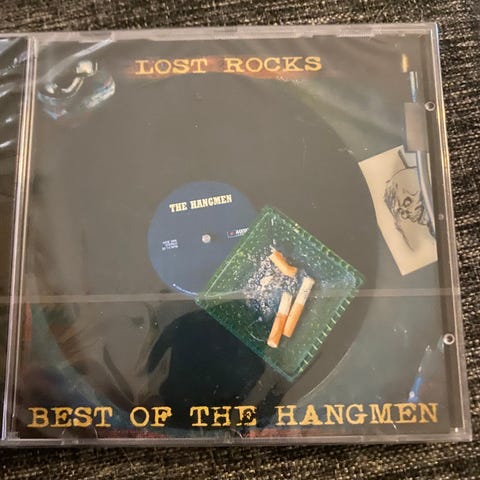 LOST ROCKS
THE HANGMEN
BEST OF THE HANGMEN